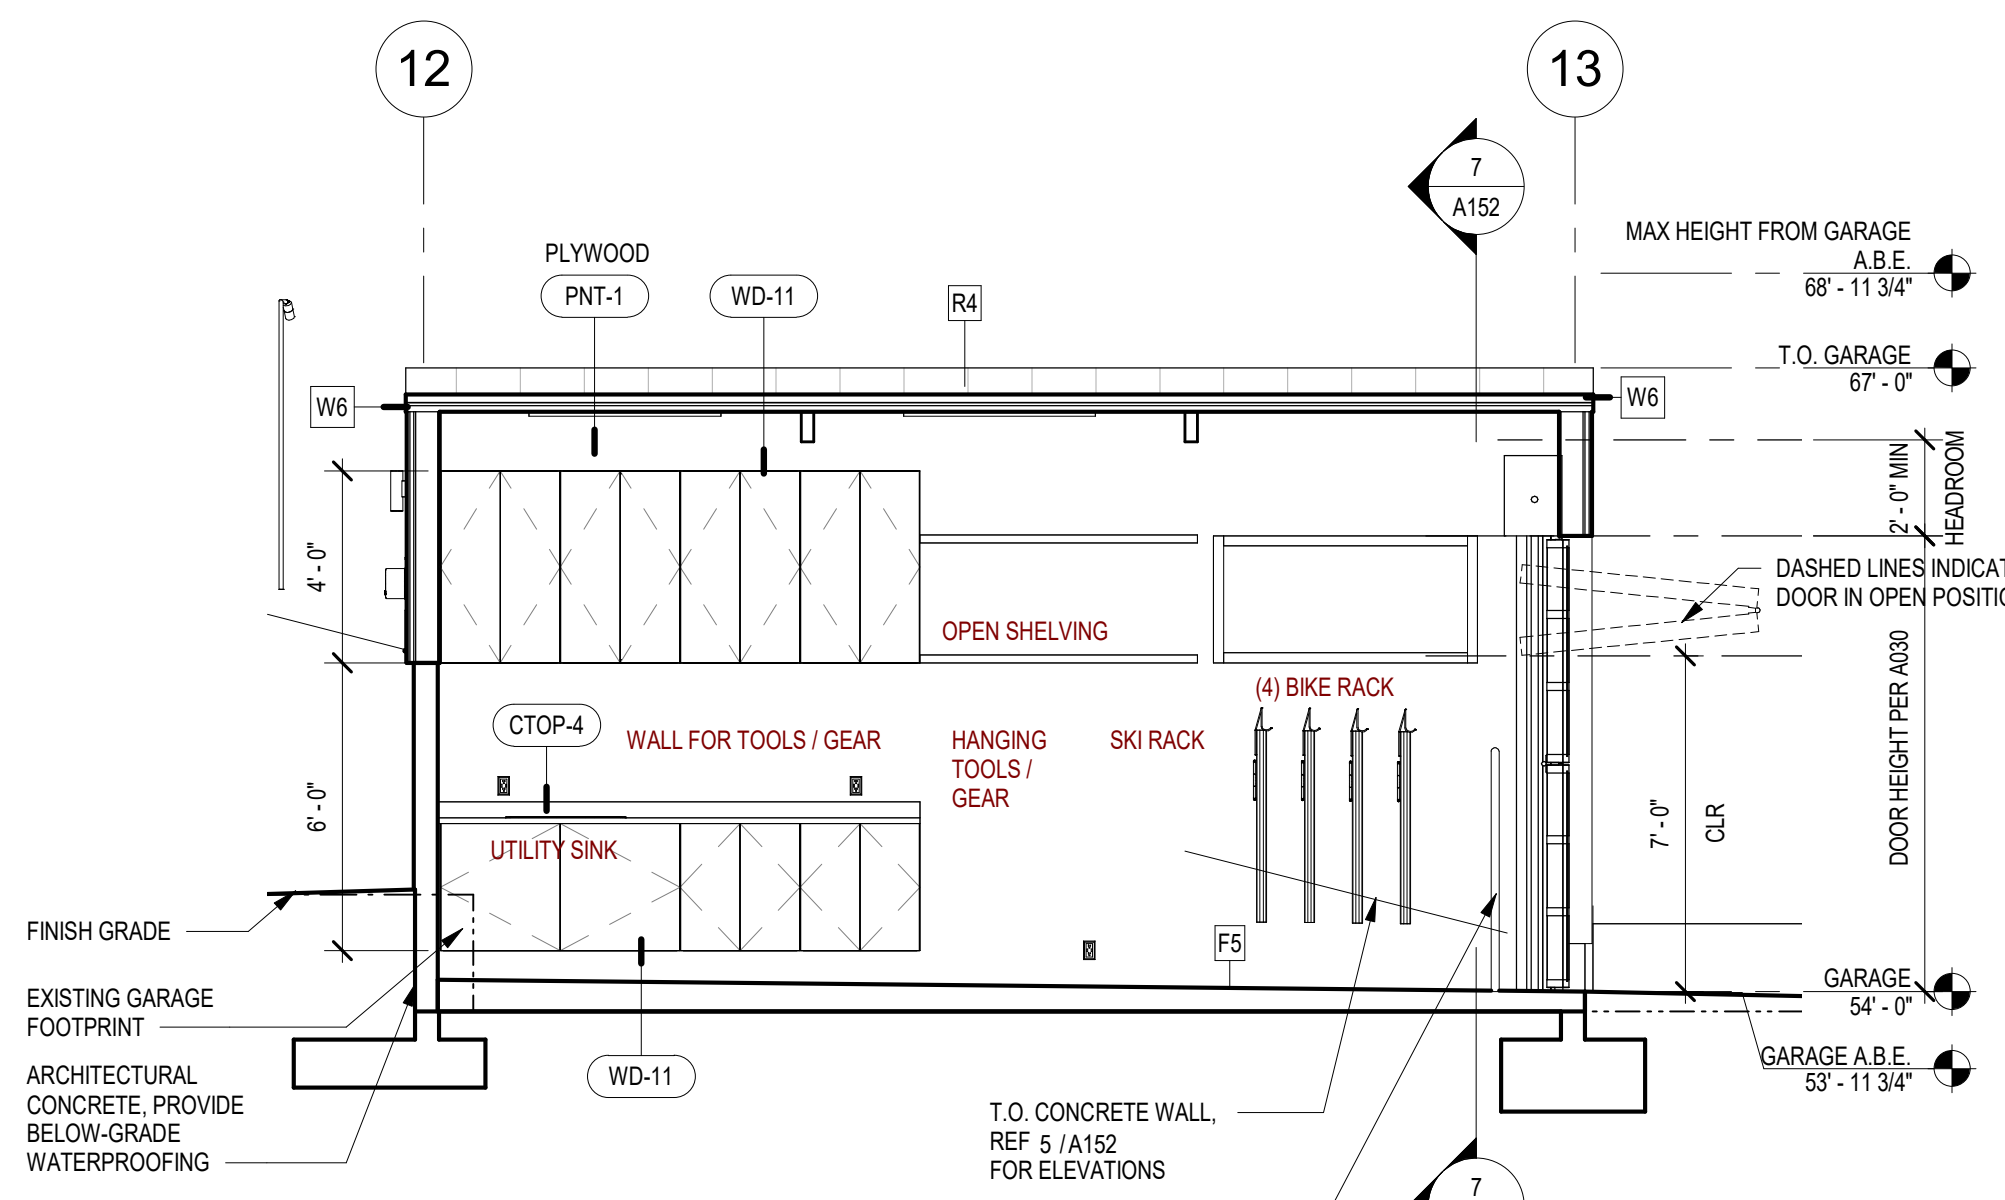 12
13
7
A152
MAX HEIGHT FROM GARAGE
A.B.E.
68' - 11 3/4"
PLYWOOD
PNT-1
WD-11
R4
T.O. GARAGE
67' - 0"
W6
W6
2' - 0" MIN
HEADROOM
4' - 0"
DASHED LINES INDICAT
DOOR IN OPEN POSITIO
OPEN SHELVING
(4) BIKE RACK
DOOR HEIGHT PER A030
CTOP-4
WALL FOR TOOLS / GEAR
HANGING
TOOLS /
GEAR
SKI RACK
6' - 0"
7' - 0"
CLR
UTILITY SINK
FINISH GRADE
F5
EXISTING GARAGE
FOOTPRINT
GARAGE
54' - 0"
GARAGE A.B.E.
53' - 11 3/4"
ARCHITECTURAL
CONCRETE, PROVIDE
BELOW-GRADE
WATERPROOFING
WD-11
T.O. CONCRETE WALL,
REF 5 / A152
FOR ELEVATIONS
7